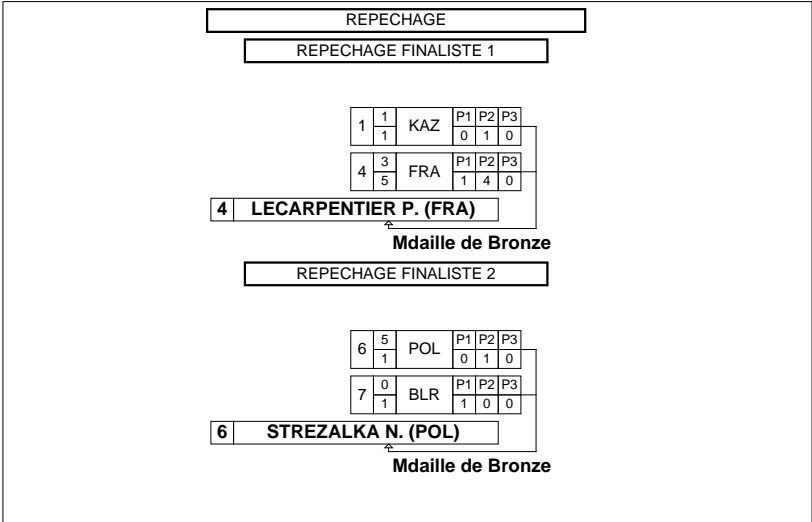 REPECHAGE
REPECHAGE FINALISTE 1
1 1 KAZ P1 P2 P3
1 0 1 0
4 3 FRA P1 P2 P3
5 1 4 0
4 LECARPENTIER P. (FRA)
Mdaille de Bronze
REPECHAGE FINALISTE 2
6 5 POL P1 P2 P3
1 0 1 0
7 0 BLR P1 P2 P3
1 1 0 0
6 STREZALKA N. (POL)
Mdaille de Bronze